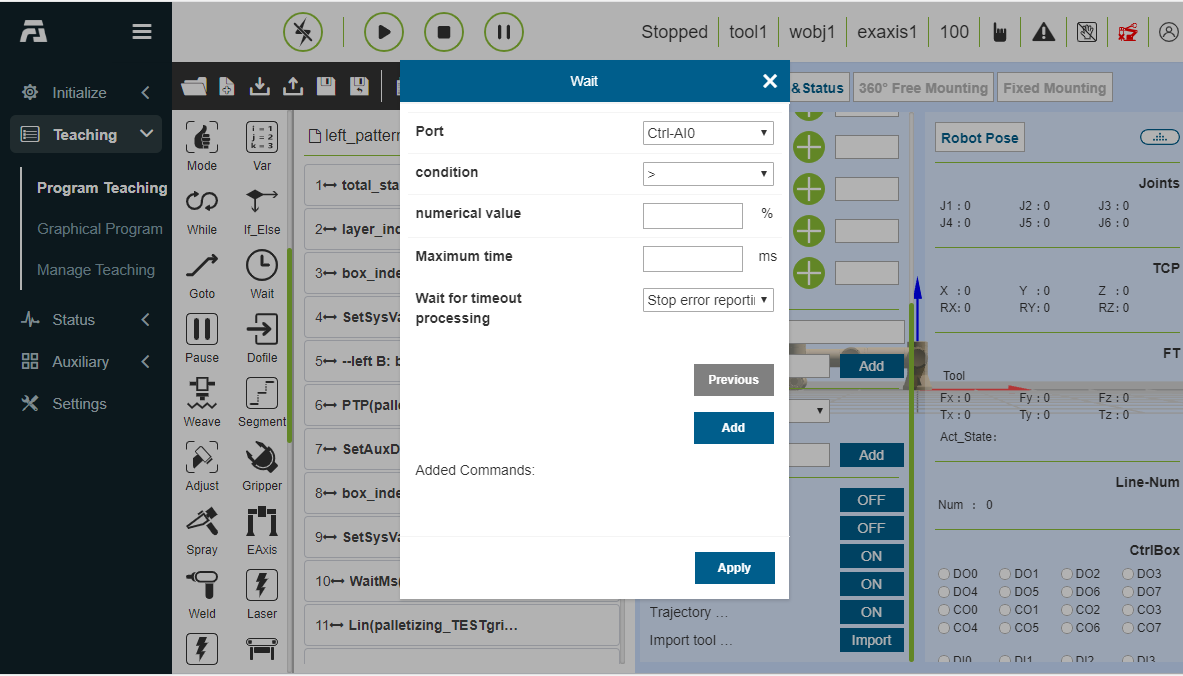 Stopped
tool1
wobj1
exaxis1
100
Initialize
Teaching
Program Teaching
Graphical Program
Manage Teaching
Status
Auxiliary
Settings
Mode
Var
i = 1
j = 2
k = 3
While
If_Else
Goto
Wait
Pause
Dofile
Weave
Segment
Adjust
Gripper
Spray
EAxis
Weld
Laser
left_pattern
1 total_sta
2 layer_ind
3 box_inde
4 SetSysVa
5 --left B: b
6 PTP(palle
7 SetAuxD
8 box_inde
9 SetSysVa
10 WaitMs(
11 Lin(palletizing_TESTgri…
Wait
Port
Ctrl-AI0
condition
>
numerical value
%
Maximum time
ms
Wait for timeout
processing
Stop error reporti
Previous
Add
Added Commands:
Apply
&Status
360° Free Mounting
Fixed Mounting
Add
Add
OFF
OFF
ON
ON
Trajectory …
ON
Import tool …
Import
Robot Pose
Joints
J1 : 0 J2 : 0 J3 : 0
J4 : 0 J5 : 0 J6 : 0
TCP
X : 0 Y : 0 Z : 0
RX: 0 RY: 0 RZ: 0
FT
Tool
Fx : 0 Fy : 0 Fz : 0
Tx : 0 Ty : 0 Tz : 0
Act_State:
Line-Num
Num : 0
CtrlBox
DO0 DO1 DO2 DO3
DO4 DO5 DO6 DO7
CO0 CO1 CO2 CO3
CO4 CO5 CO6 CO7
DI0 DI1 DI2 DI3